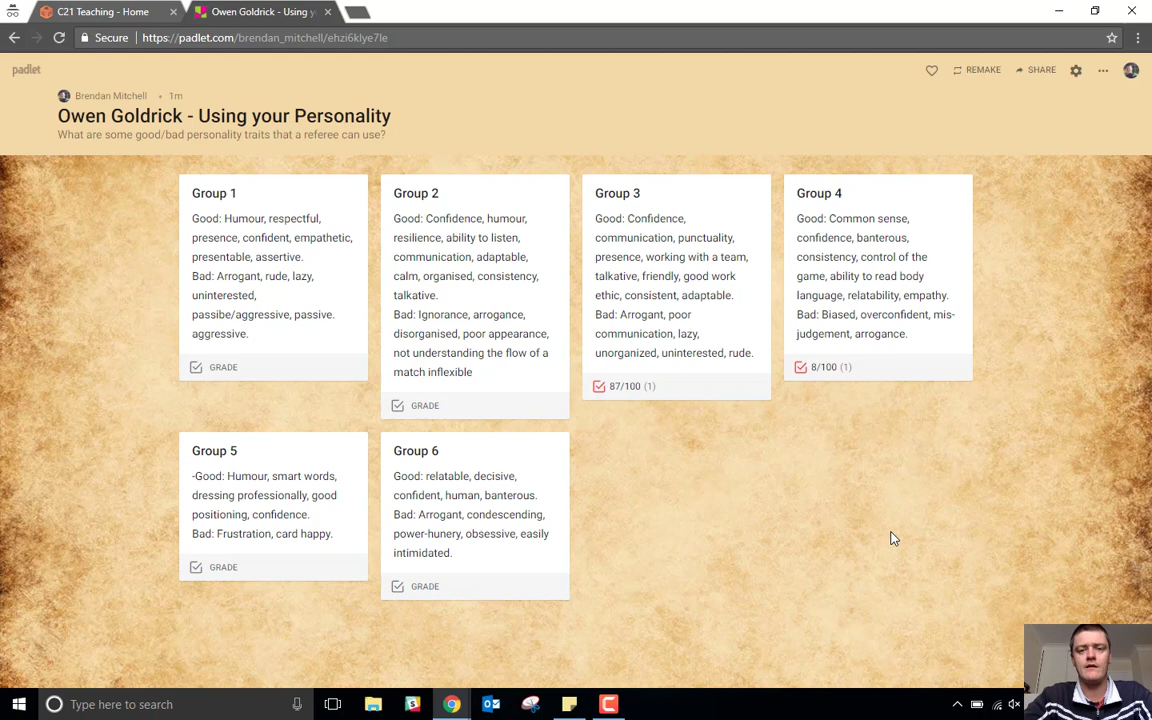 C21 Teaching - Home
Owen Goldrick - Using y
Secure
https://padlet.com/brendan_mitchell/ehzi6klye7le
padlet
REMAKE
SHARE
Brendan Mitchell • 1m
Owen Goldrick - Using your Personality
What are some good/bad personality traits that a referee can use?
Group 1
Good: Humour, respectful,
presence, confident, empathetic,
presentable, assertive.
Bad: Arrogant, rude, lazy,
uninterested,
passibe/aggressive, passive.
aggressive.
GRADE
Group 2
Good: Confidence, humour,
resilience, ability to listen,
communication, adaptable,
calm, organised, consistency,
talkative.
Bad: Ignorance, arrogance,
disorganised, poor appearance,
not understanding the flow of a
match inflexible
GRADE
Group 3
Good: Confidence,
communication, punctuality,
presence, working with a team,
talkative, friendly, good work
ethic, consistent, adaptable.
Bad: Arrogant, poor
communication, lazy,
unorganized, uninterested, rude.
87/100 (1)
Group 4
Good: Common sense,
confidence, banterous,
consistency, control of the
game, ability to read body
language, relatability, empathy.
Bad: Biased, overconfident, mis-
judgement, arrogance.
8/100 (1)
Group 5
-Good: Humour, smart words,
dressing professionally, good
positioning, confidence.
Bad: Frustration, card happy.
GRADE
Group 6
Good: relatable, decisive,
confident, human, banterous.
Bad: Arrogant, condescending,
power-hunery, obsessive, easily
intimidated.
GRADE
Type here to search